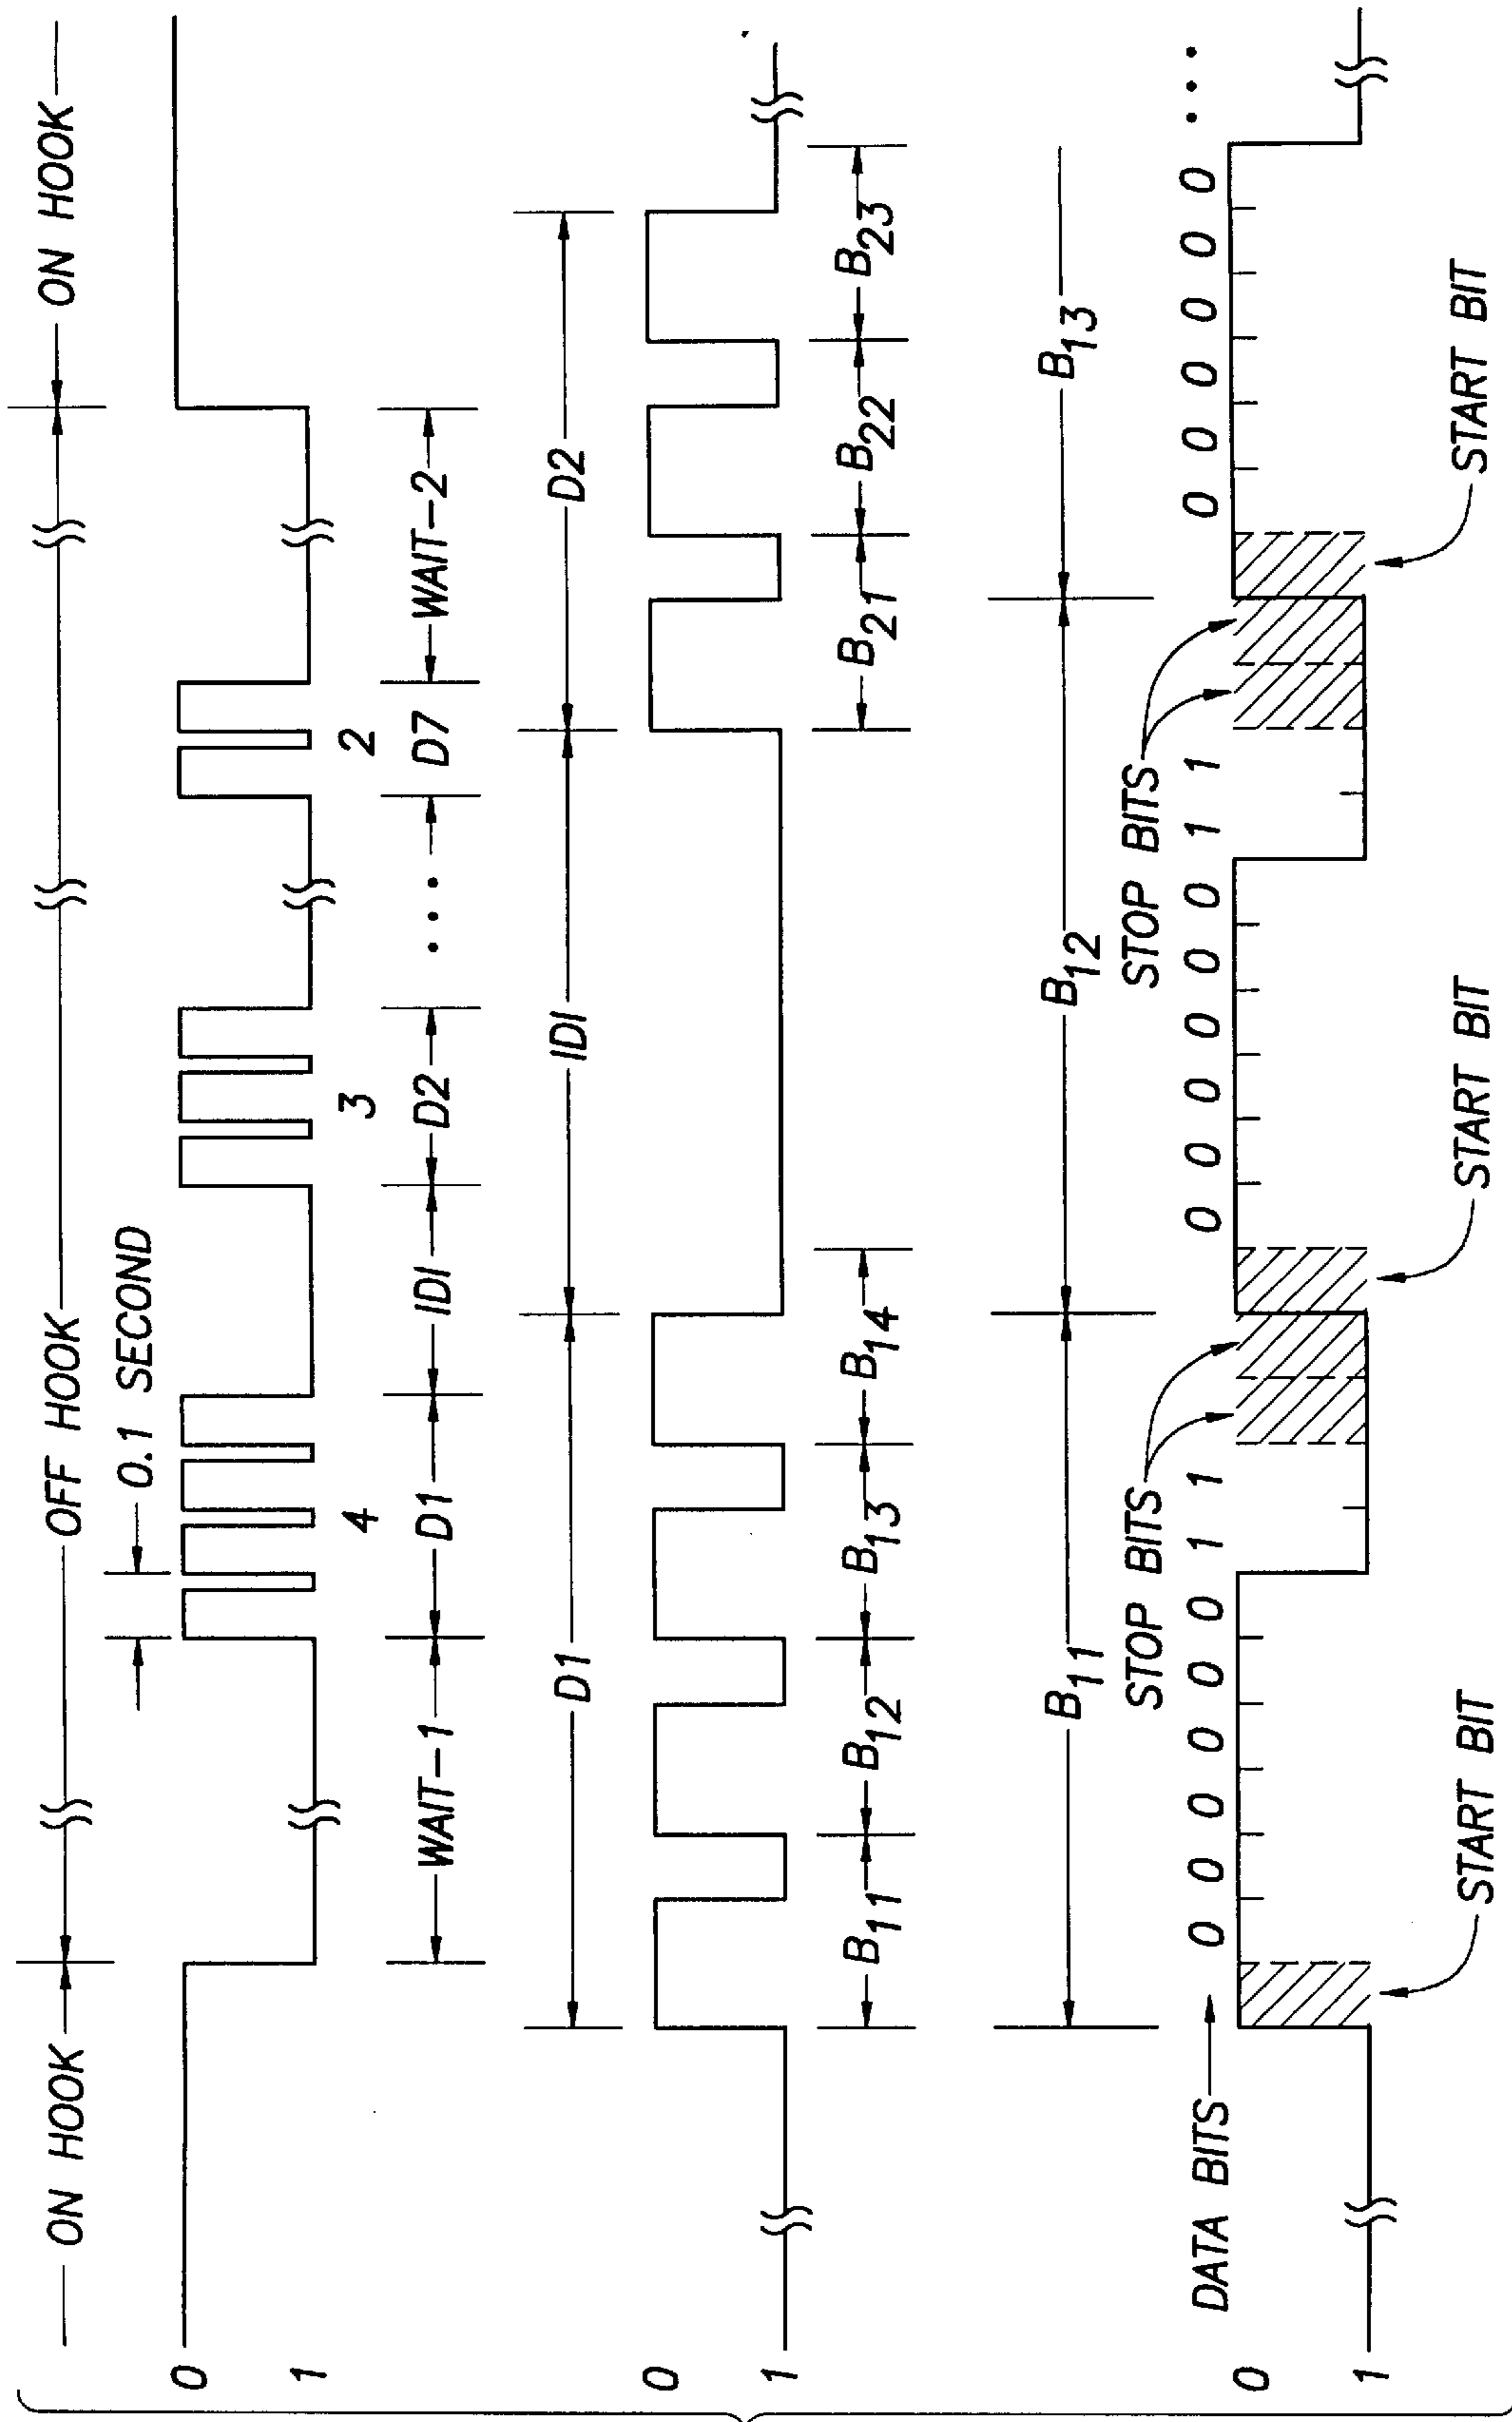 ON HOOK OFF HOOK ON HOOK
0.1 SECOND
0
1
4 3 2
WAIT-1 D1 IDI D2 ... D7 WAIT-2
D1 IDI D2
0
1
B11 B12 B13 B14 B21 B22 B23
B11 B12 B13
STOP BITS STOP BITS
DATA BITS 0 0 0 0 0 0 1 1 0 0 0 0 0 0 1 1 0 0 0 0 0 0 ...
0
1
START BIT START BIT START BIT